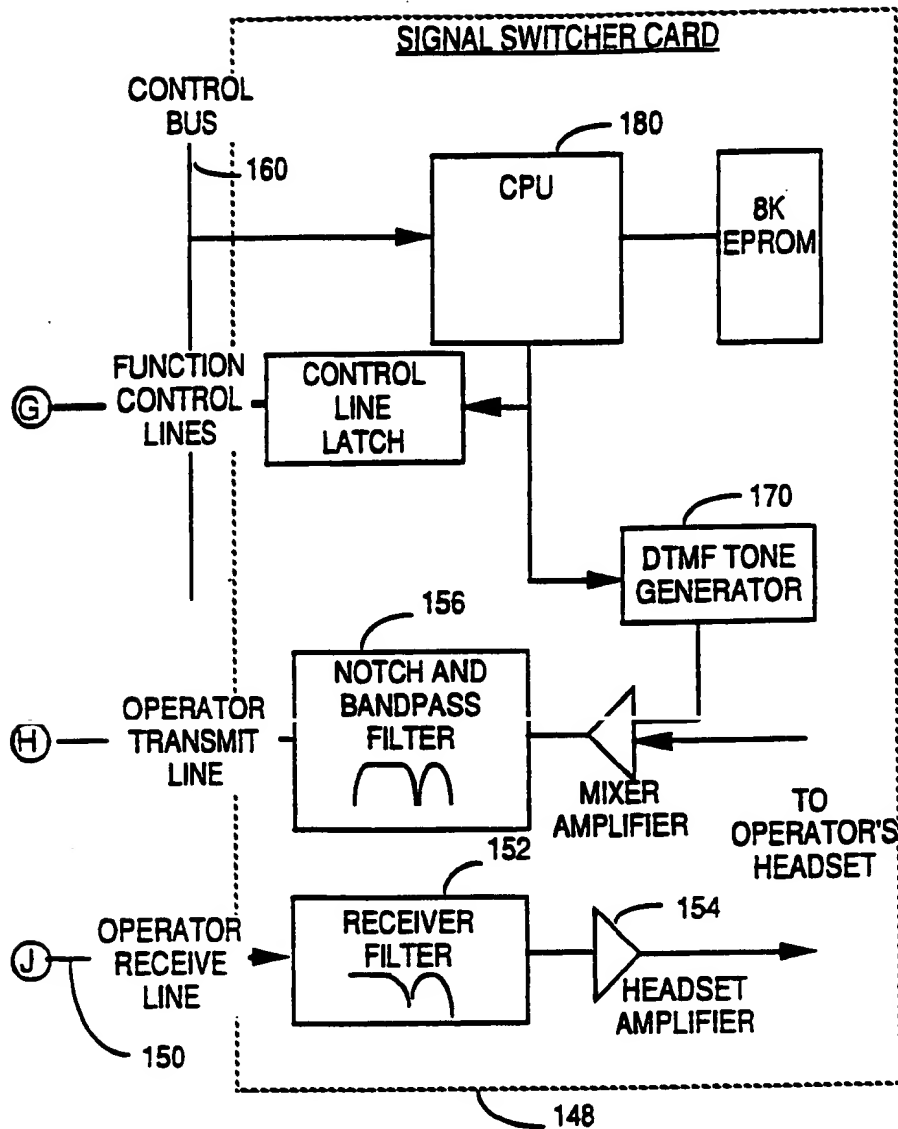 SIGNAL SWITCHER CARD
CONTROL
BUS
160
180
CPU
8K
EPROM
G
FUNCTION
CONTROL
LINES
CONTROL
LINE
LATCH
170
DTMF TONE
GENERATOR
156
NOTCH AND
BANDPASS
FILTER
H
OPERATOR
TRANSMIT
LINE
MIXER
AMPLIFIER
TO
OPERATOR'S
HEADSET
152
RECEIVER
FILTER
154
J
OPERATOR
RECEIVE
LINE
HEADSET
AMPLIFIER
150
148